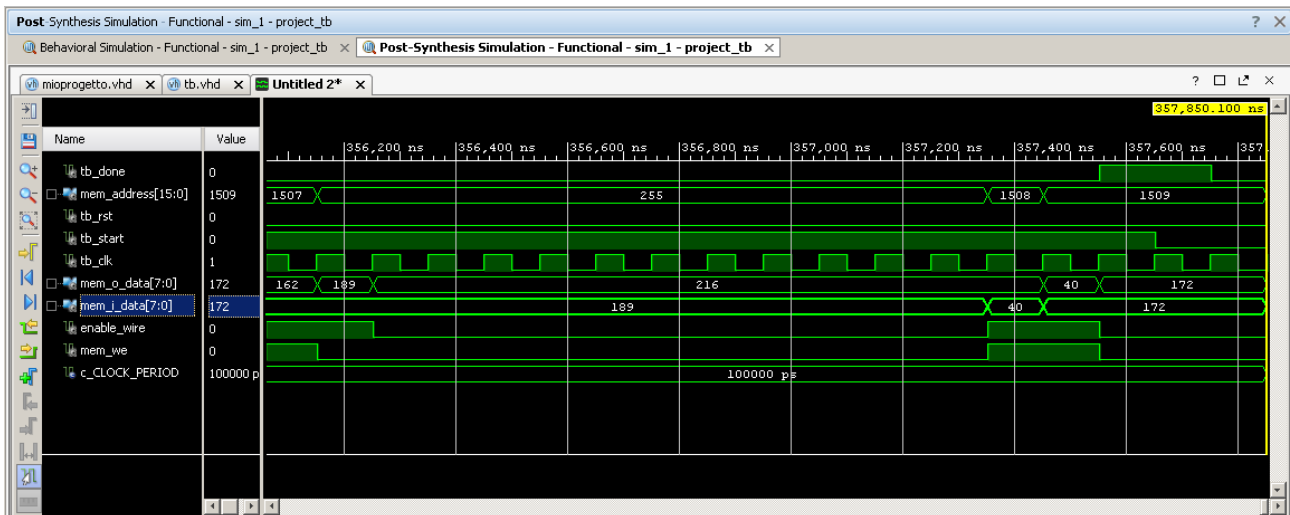 Post-Synthesis Simulation - Functional - sim_1 - project_tb ? ×
Behavioral Simulation - Functional - sim_1 - project_tb × Post-Synthesis Simulation - Functional - sim_1 - project_tb ×
mioprogetto.vhd × tb.vhd × Untitled 2* × ? ×
357,850.100 ns
Name Value 356,200 ns 356,400 ns 356,600 ns 356,800 ns 357,000 ns 357,200 ns 357,400 ns 357,600 ns 357
tb_done 0
mem_address[15:0] 1509 1507 255 1508 1509
tb_rst 0
tb_start 0
tb_clk 1
mem_o_data[7:0] 172 162 189 216 40 172
mem_i_data[7:0] 172 189 40 172
enable_wire 0
mem_we 0
c_CLOCK_PERIOD 100000 p 100000 ps